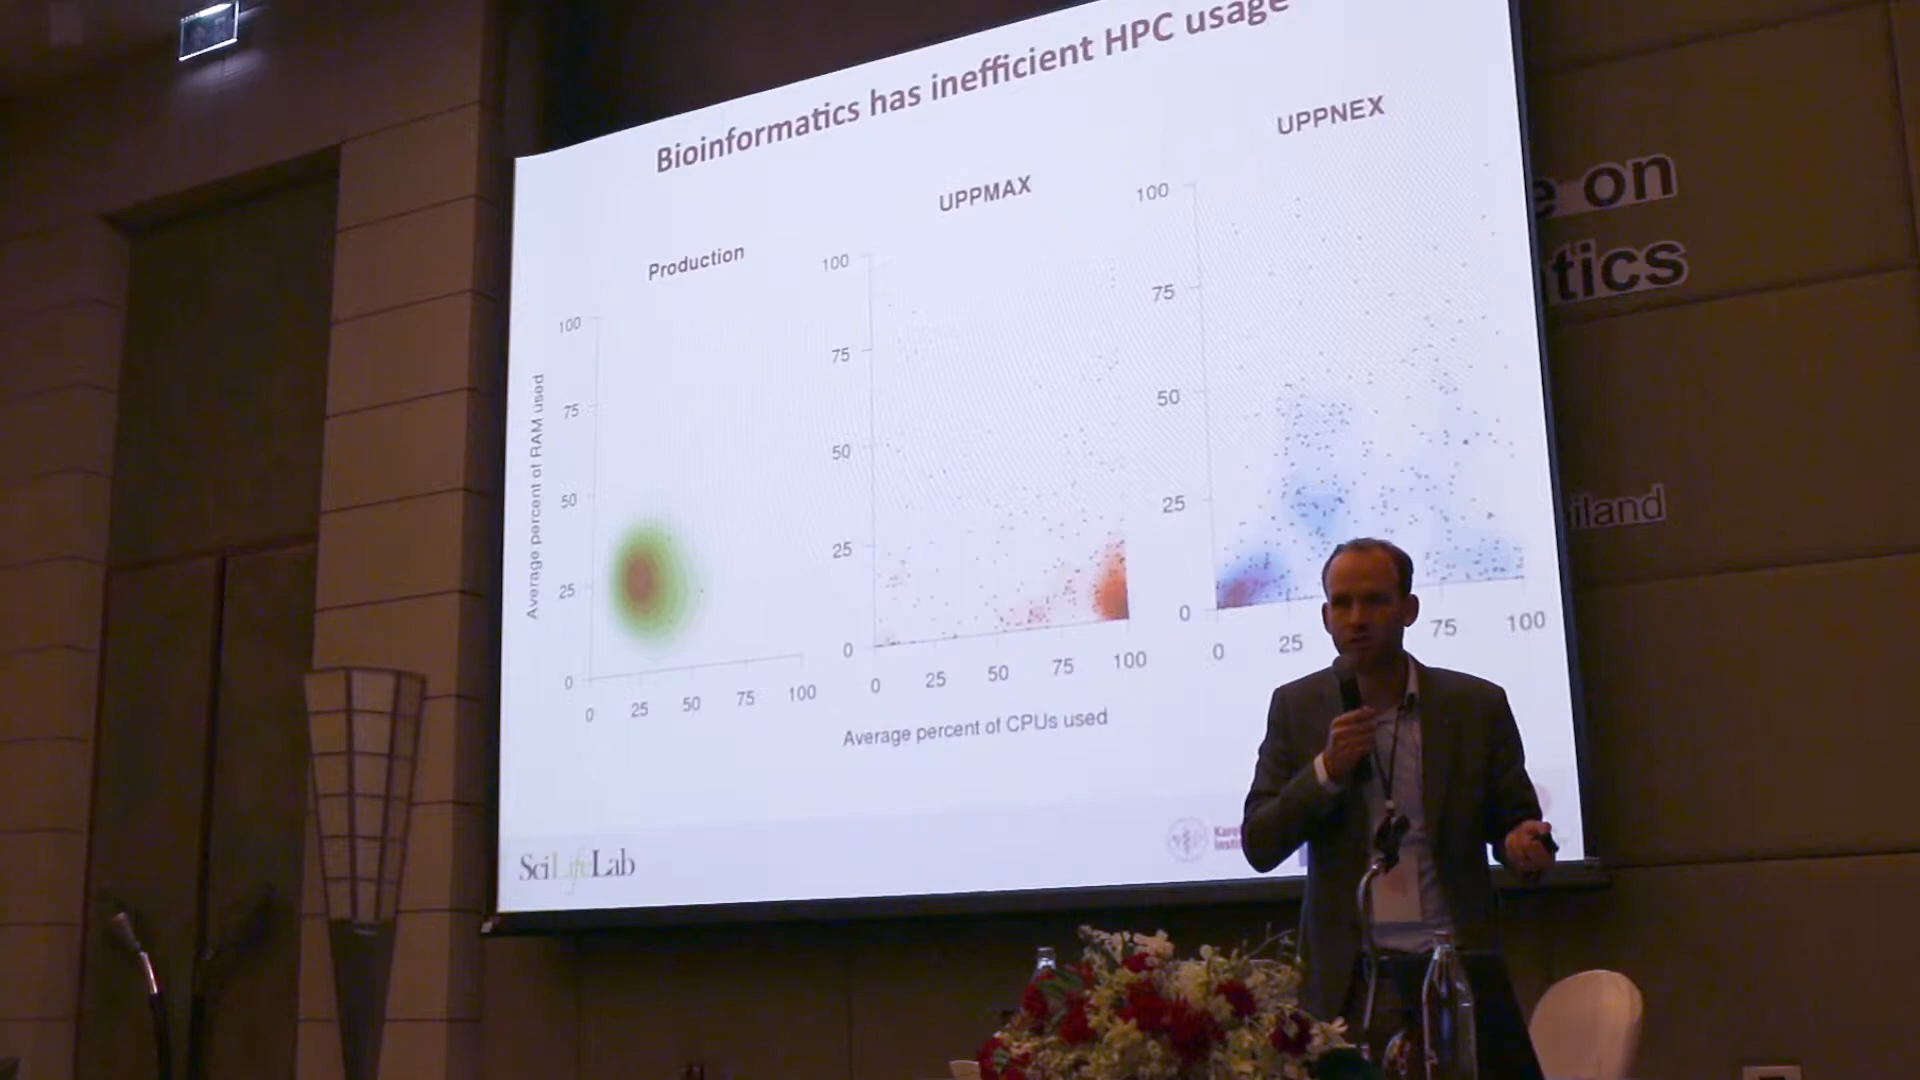 Bioinformatics has inefficient HPC usage
Production
UPPMAX
UPPNEX
Average percent of RAM used
100
75
50
25
0
0 25 50 75 100
100
75
50
25
0
0 25 50 75 100
100
75
50
25
0
0 25 75 100
Average percent of CPUs used
SciLifeLab
e on
tics
iland